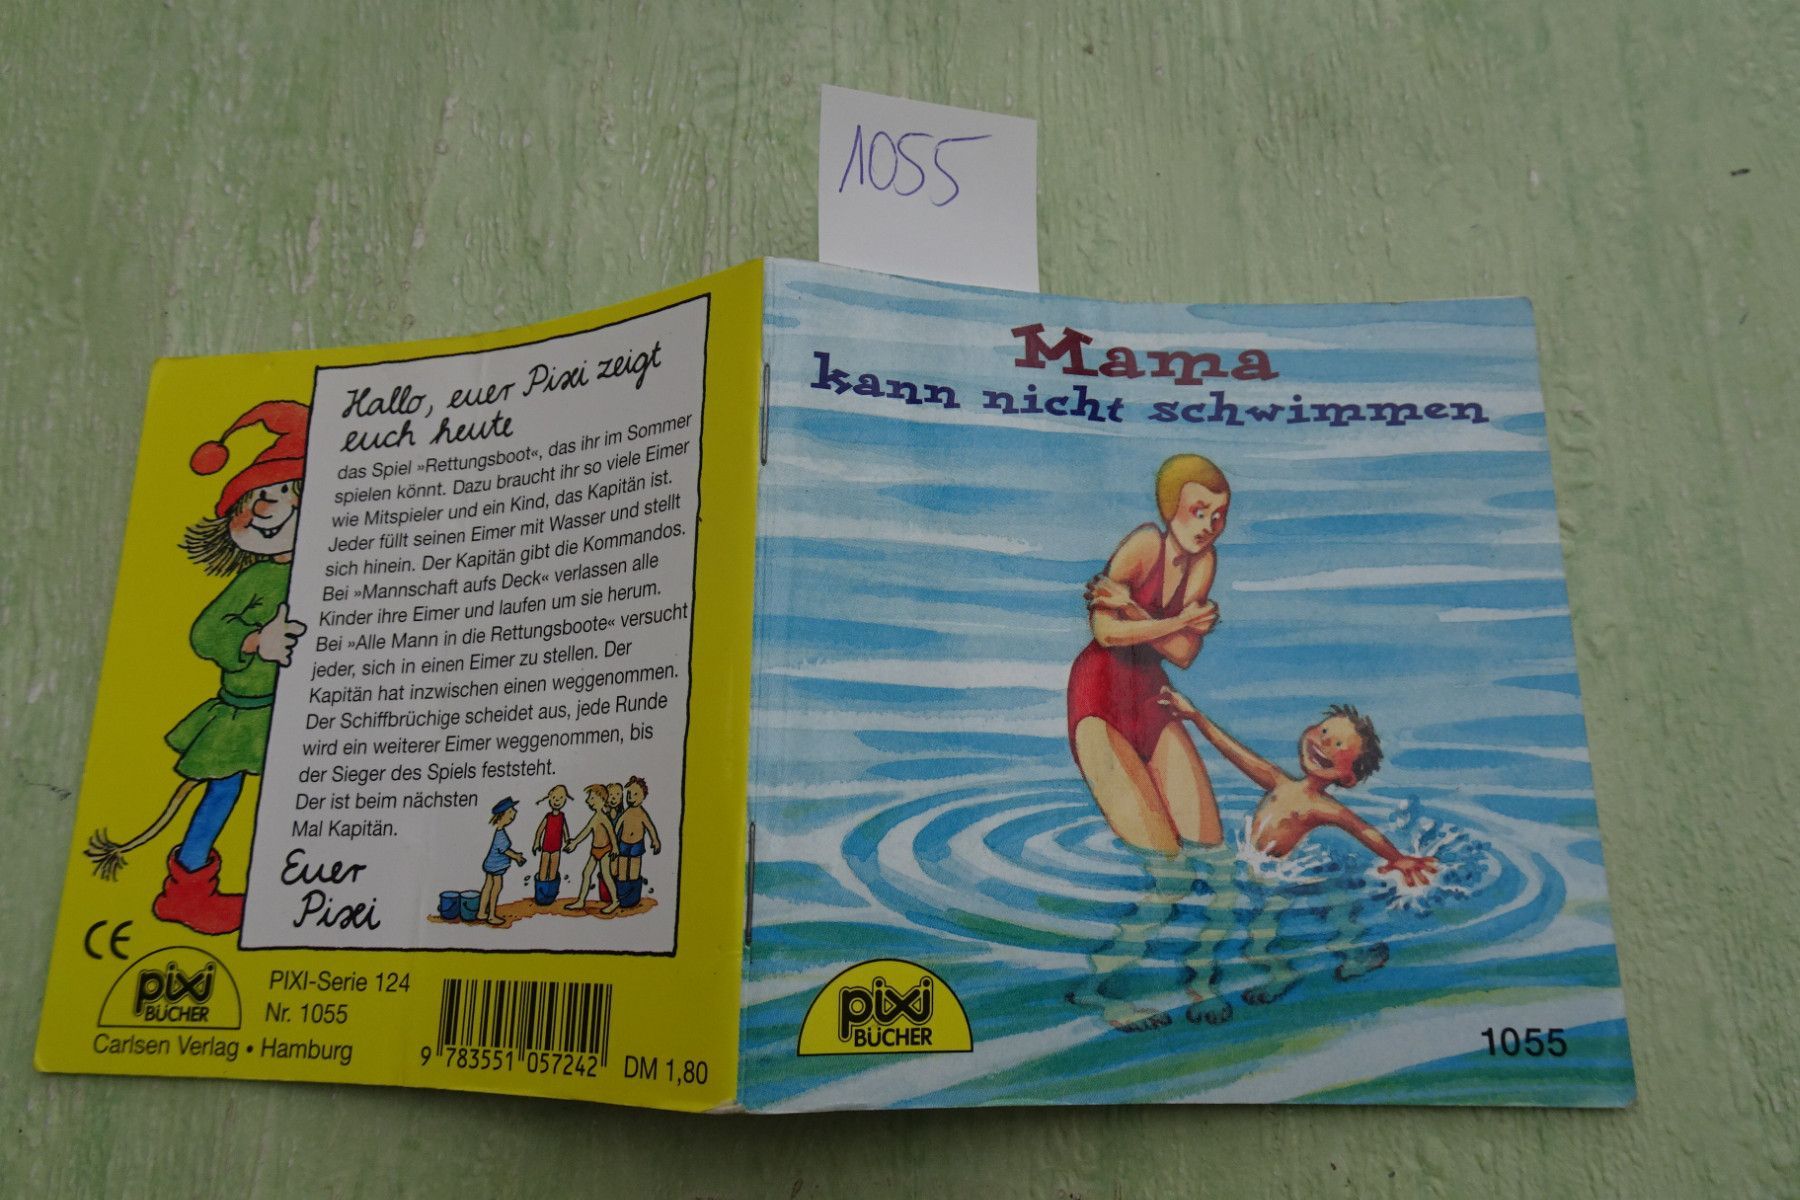 1055
Hallo, euer Pixi zeigt
euch heute
das Spiel »Rettungsboot«, das ihr im Sommer
spielen könnt. Dazu braucht ihr so viele Eimer
wie Mitspieler und ein Kind, das Kapitän ist.
Jeder füllt seinen Eimer mit Wasser und stellt
sich hinein. Der Kapitän gibt die Kommandos.
Bei »Mannschaft aufs Deck« verlassen alle
Kinder ihre Eimer und laufen um sie herum.
Bei »Alle Mann in die Rettungsboote« versucht
jeder, sich in einen Eimer zu stellen. Der
Kapitän hat inzwischen einen weggenommen.
Der Schiffbrüchige scheidet aus, jede Runde
wird ein weiterer Eimer weggenommen, bis
der Sieger des Spiels feststeht.
Der ist beim nächsten
Mal Kapitän.
Euer
Pixi
CE
pixi
BÜCHER
PIXI-Serie 124
Nr. 1055
Carlsen Verlag • Hamburg
9 783551 057242
DM 1,80
Mama
kann nicht schwimmen
pixi
BÜCHER
1055